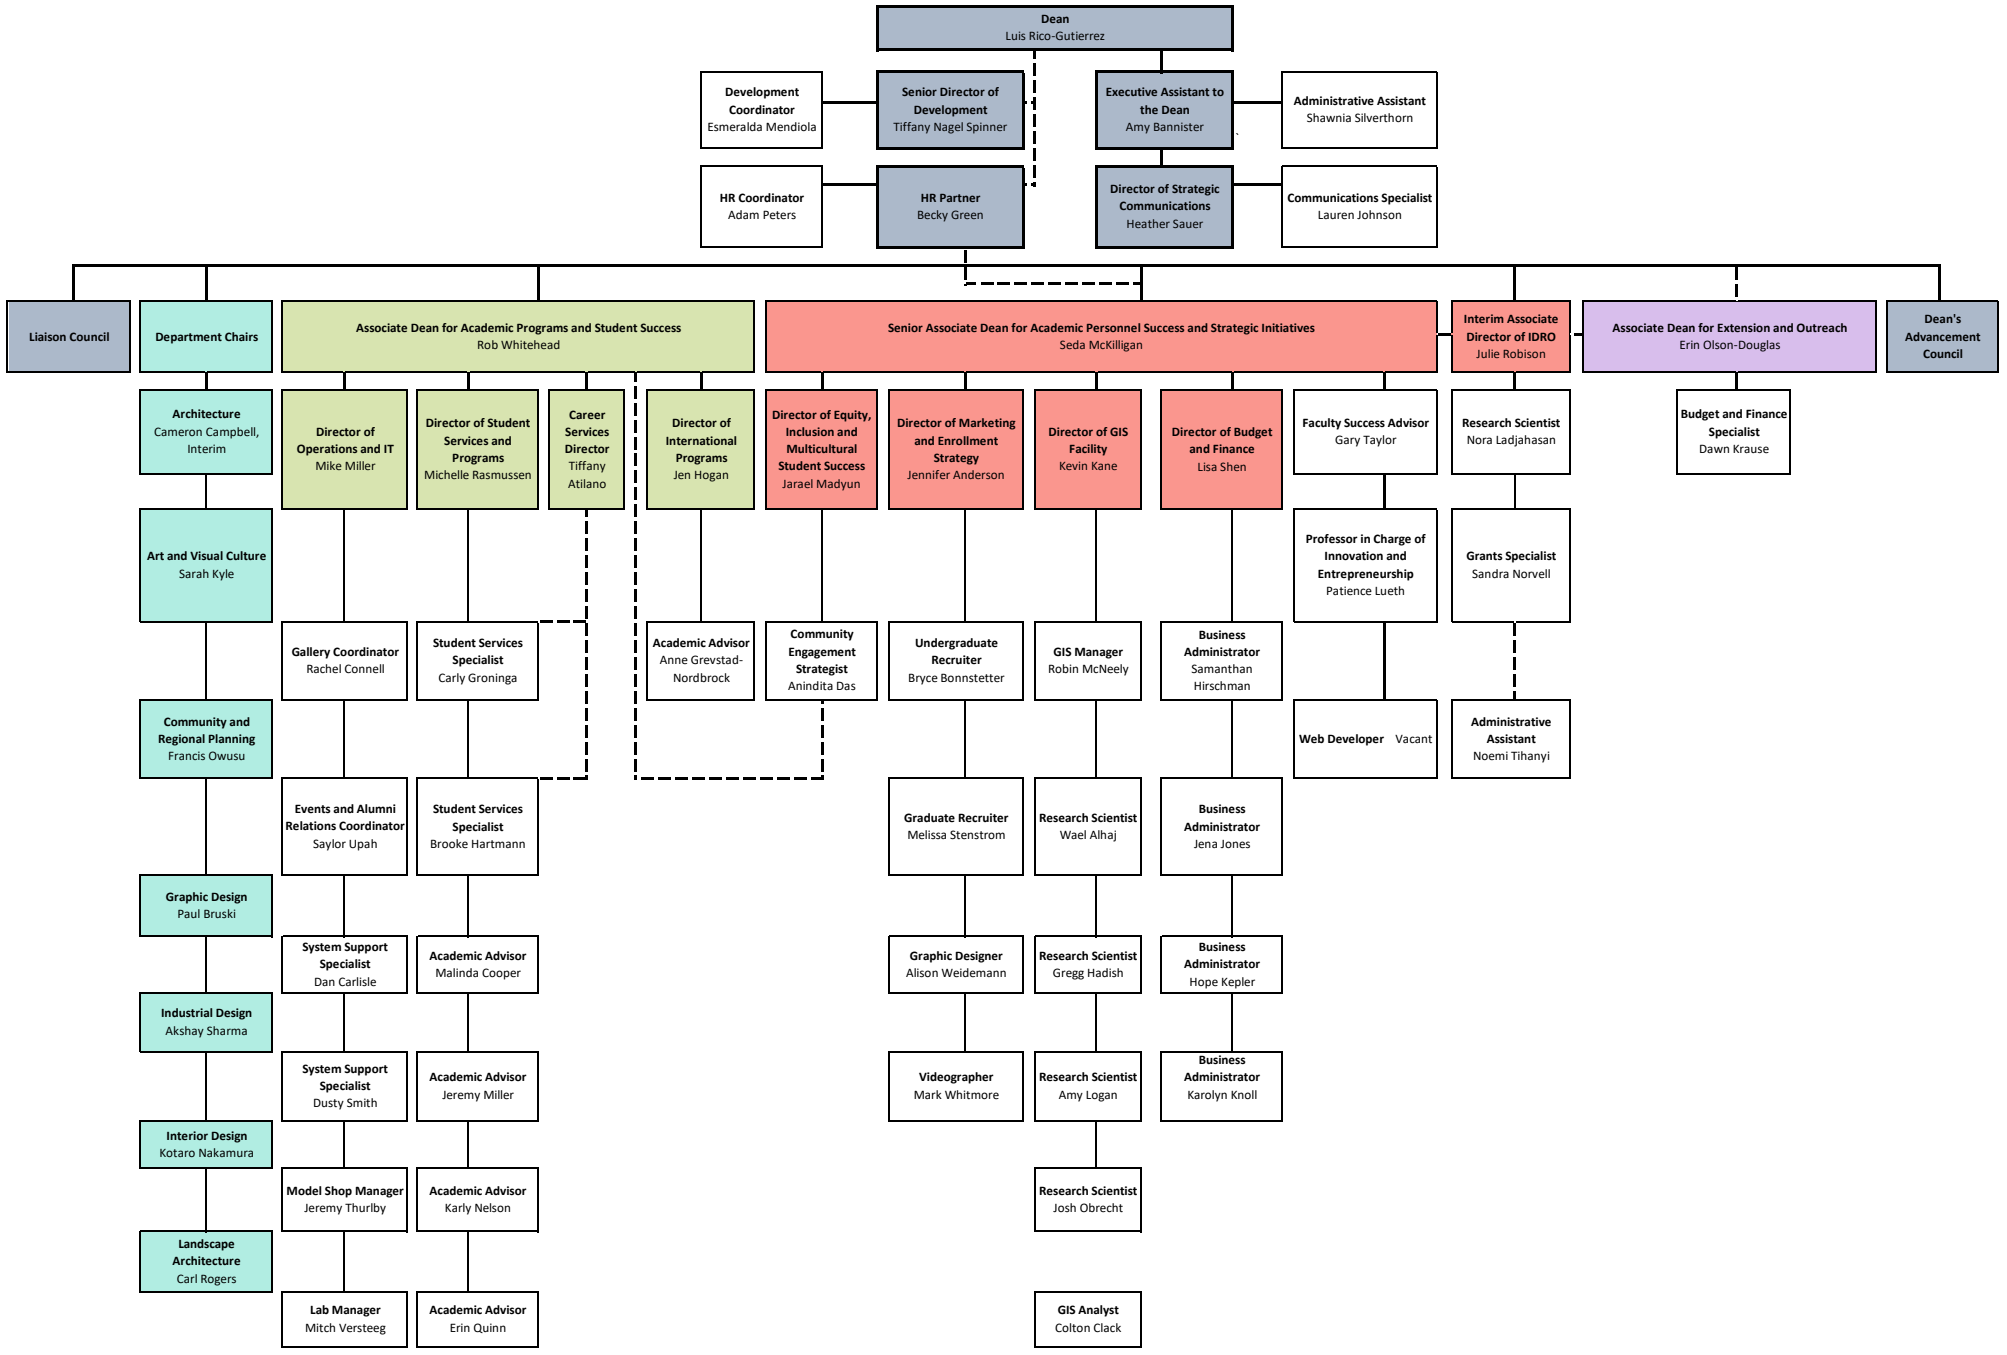 Dean
Luis Rico-Gutierrez
Development
Coordinator
Esmeralda Mendiola
Senior Director of
Development
Tiffany Nagel Spinner
Executive Assistant to
the Dean
Amy Bannister
Administrative Assistant
Shawnia Silverthorn
`
HR Coordinator
Adam Peters
HR Partner
Becky Green
Director of Strategic
Communications
Heather Sauer
Communications Specialist
Lauren Johnson
Liaison Council
Department Chairs
Associate Dean for Academic Programs and Student Success
Rob Whitehead
Senior Associate Dean for Academic Personnel Success and Strategic Initiatives
Seda McKilligan
Interim Associate
Director of IDRO
Julie Robison
Associate Dean for Extension and Outreach
Erin Olson-Douglas
Dean's
Advancement
Council
Architecture
Cameron Campbell,
Interim
Director of
Operations and IT
Mike Miller
Director of Student
Services and
Programs
Michelle Rasmussen
Career
Services
Director
Tiffany
Atilano
Director of
International
Programs
Jen Hogan
Director of Equity,
Inclusion and
Multicultural
Student Success
Jarael Madyun
Director of Marketing
and Enrollment
Strategy
Jennifer Anderson
Director of GIS
Facility
Kevin Kane
Director of Budget
and Finance
Lisa Shen
Faculty Success Advisor
Gary Taylor
Research Scientist
Nora Ladjahasan
Budget and Finance
Specialist
Dawn Krause
Art and Visual Culture
Sarah Kyle
Professor in Charge of
Innovation and
Entrepreneurship
Patience Lueth
Grants Specialist
Sandra Norvell
Gallery Coordinator
Rachel Connell
Student Services
Specialist
Carly Groninga
Academic Advisor
Anne Grevstad-
Nordbrock
Community
Engagement
Strategist
Anindita Das
Undergraduate
Recruiter
Bryce Bonnstetter
GIS Manager
Robin McNeely
Business
Administrator
Samanthan
Hirschman
Community and
Regional Planning
Francis Owusu
Web Developer Vacant
Administrative
Assistant
Noemi Tihanyi
Events and Alumni
Relations Coordinator
Saylor Upah
Student Services
Specialist
Brooke Hartmann
Graduate Recruiter
Melissa Stenstrom
Research Scientist
Wael Alhaj
Business
Administrator
Jena Jones
Graphic Design
Paul Bruski
System Support
Specialist
Dan Carlisle
Academic Advisor
Malinda Cooper
Graphic Designer
Alison Weidemann
Research Scientist
Gregg Hadish
Business
Administrator
Hope Kepler
Industrial Design
Akshay Sharma
System Support
Specialist
Dusty Smith
Academic Advisor
Jeremy Miller
Videographer
Mark Whitmore
Research Scientist
Amy Logan
Business
Administrator
Karolyn Knoll
Interior Design
Kotaro Nakamura
Model Shop Manager
Jeremy Thurlby
Academic Advisor
Karly Nelson
Research Scientist
Josh Obrecht
Landscape
Architecture
Carl Rogers
Lab Manager
Mitch Versteeg
Academic Advisor
Erin Quinn
GIS Analyst
Colton Clack